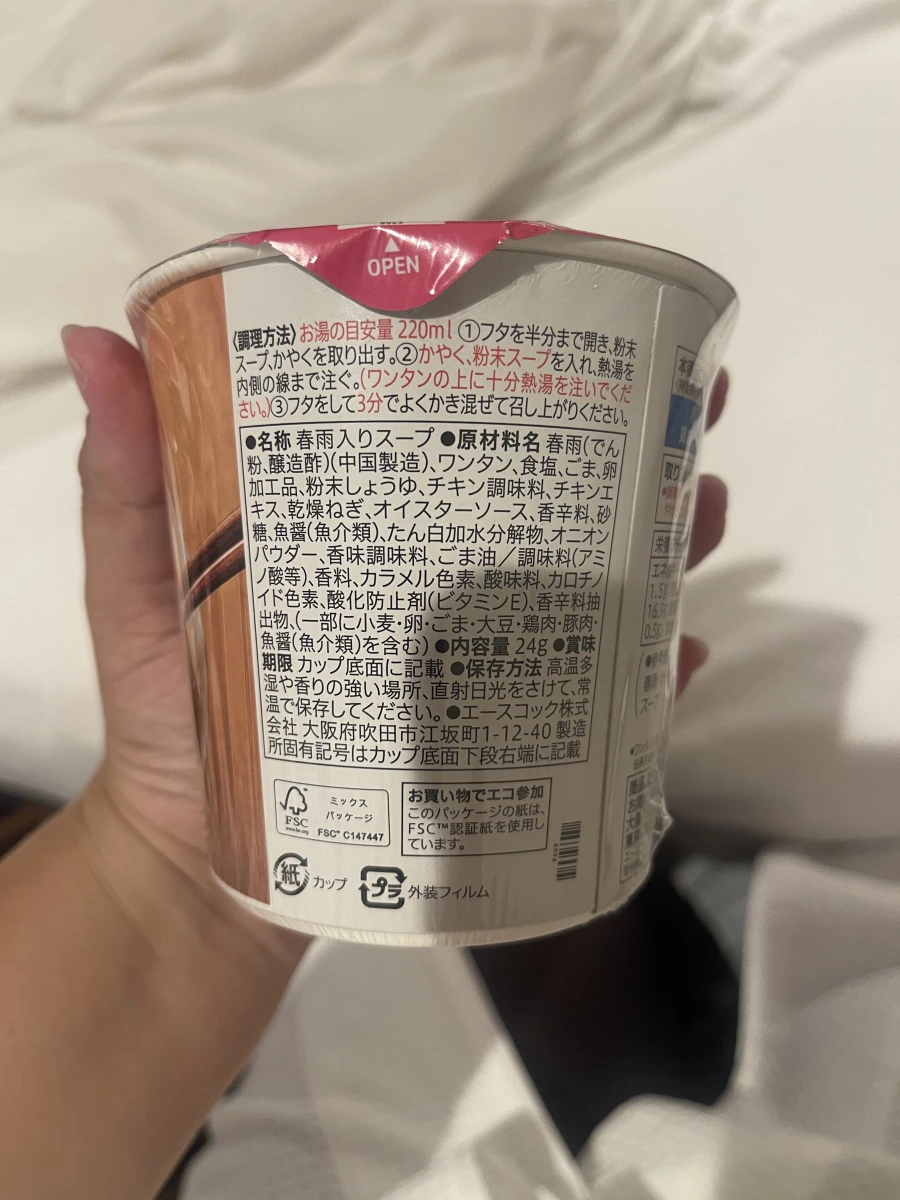 OPEN
〈調理方法〉お湯の目安量 220ml ①フタを半分まで開き、粉末
スープ、かやくを取り出す。②かやく、粉末スープを入れ、熱湯を
内側の線まで注ぐ。(ワンタンの上に十分熱湯を注いでくだ
さい。)③フタをして3分でよくかき混ぜて召し上がりください。
●名称 春雨入りスープ ●原材料名 春雨(でん
粉、醸造酢)(中国製造)、ワンタン、食塩、ごま、卵
加工品、粉末しょうゆ、チキン調味料、チキンエ
キス、乾燥ねぎ、オイスターソース、香辛料、砂
糖、魚醤(魚介類)、たん白加水分解物、オニオン
パウダー、香味調味料、ごま油／調味料(アミ
ノ酸等)、香料、カラメル色素、酸味料、カロチノ
イド色素、酸化防止剤(ビタミンE)、香辛料抽
出物、(一部に小麦・卵・ごま・大豆・鶏肉・豚肉・
魚醤(魚介類)を含む) ●内容量 24g ●賞味
期限 カップ底面に記載 ●保存方法 高温多
湿や香りの強い場所、直射日光をさけて、常
温で保存してください。●エースコック株式
会社 大阪府吹田市江坂町1-12-40 製造
所固有記号はカップ底面下段右端に記載
FSC
www.fsc.org
ミックス
パッケージ
FSC™ C147447
お買い物でエコ参加
このパッケージの紙は、
FSC™認証紙を使用し
ています。
紙 カップ
プラ 外装フィルム
取り
エネ
1.5g
16.9
0.5
春雨
スープ